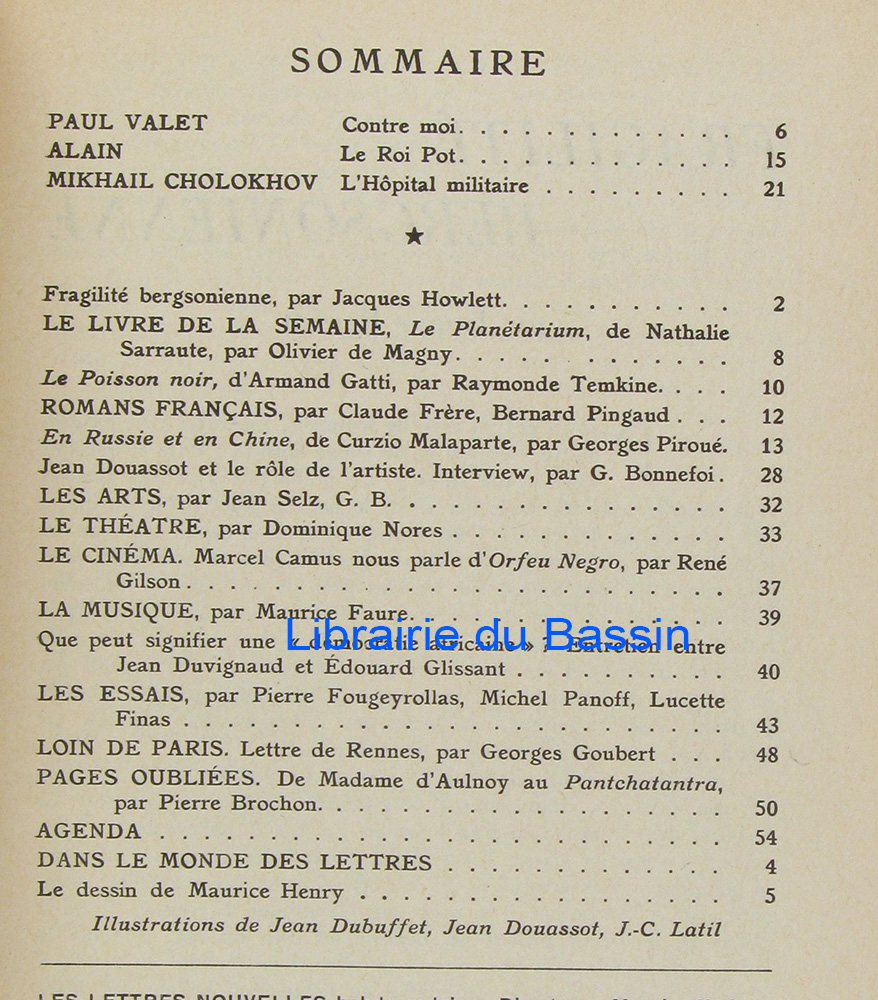 SOMMAIRE
PAUL VALET Contre moi. . . . . . . . . . . . . . 6
ALAIN Le Roi Pot. . . . . . . . . . . . . . 15
MIKHAIL CHOLOKHOV L'Hôpital militaire . . . . . . . . . 21
★
Fragilité bergsonienne, par Jacques Howlett. . . . . . . . . 2
LE LIVRE DE LA SEMAINE, Le Planétarium, de Nathalie
Sarraute, par Olivier de Magny. . . . . . . . . . . . 8
Le Poisson noir, d'Armand Gatti, par Raymonde Temkine. . . . 10
ROMANS FRANÇAIS, par Claude Frère, Bernard Pingaud . . . 12
En Russie et en Chine, de Curzio Malaparte, par Georges Piroué. 13
Jean Douassot et le rôle de l'artiste. Interview, par G. Bonnefoi. 28
LES ARTS, par Jean Selz, G. B. . . . . . . . . . . . . . 32
LE THÉATRE, par Dominique Nores . . . . . . . . . . . . 33
LE CINÉMA. Marcel Camus nous parle d'Orfeu Negro, par René
Gilson . . . . . . . . . . . . . . . . . . . . . 37
LA MUSIQUE, par Maurice Faure. . . . . . . . . . . . . 39
Librairie du Bassin
Que peut signifier une « démocratie africaine » ? Entretien entre
Jean Duvignaud et Édouard Glissant . . . . . . . . . 40
LES ESSAIS, par Pierre Fougeyrollas, Michel Panoff, Lucette
Finas . . . . . . . . . . . . . . . . . . . . . 43
LOIN DE PARIS. Lettre de Rennes, par Georges Goubert . . . 48
PAGES OUBLIÉES. De Madame d'Aulnoy au Pantchatantra,
par Pierre Brochon. . . . . . . . . . . . . . . . 50
AGENDA . . . . . . . . . . . . . . . . . . . . . . 54
DANS LE MONDE DES LETTRES . . . . . . . . . . . . 4
Le dessin de Maurice Henry . . . . . . . . . . . . . . . 5
Illustrations de Jean Dubuffet, Jean Douassot, J.-C. Latil
LES LETTRES NOUVELLES